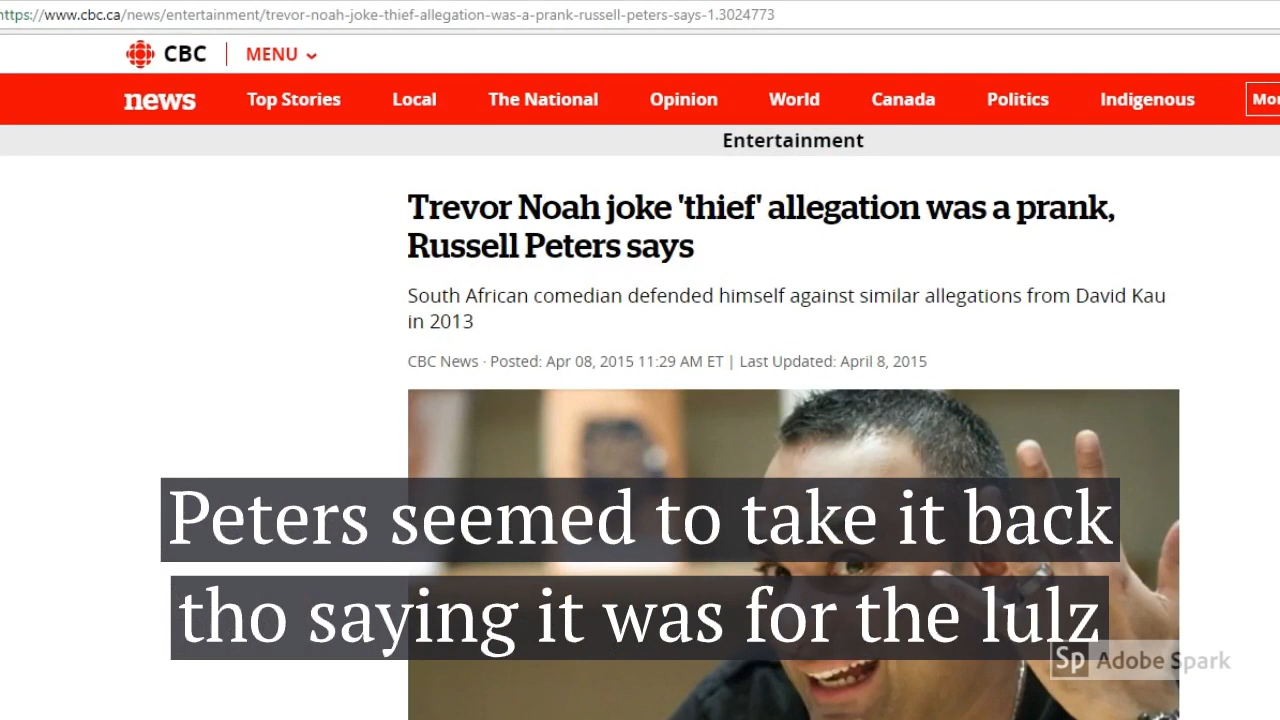 https://www.cbc.ca/news/entertainment/trevor-noah-joke-thief-allegation-was-a-prank-russell-peters-says-1.3024773
CBC | MENU
news Top Stories Local The National Opinion World Canada Politics Indigenous Mor
Entertainment
Trevor Noah joke 'thief' allegation was a prank,
Russell Peters says
South African comedian defended himself against similar allegations from David Kau
in 2013
CBC News · Posted: Apr 08, 2015 11:29 AM ET | Last Updated: April 8, 2015
Peters seemed to take it back
tho saying it was for the lulz
Sp Adobe Spark